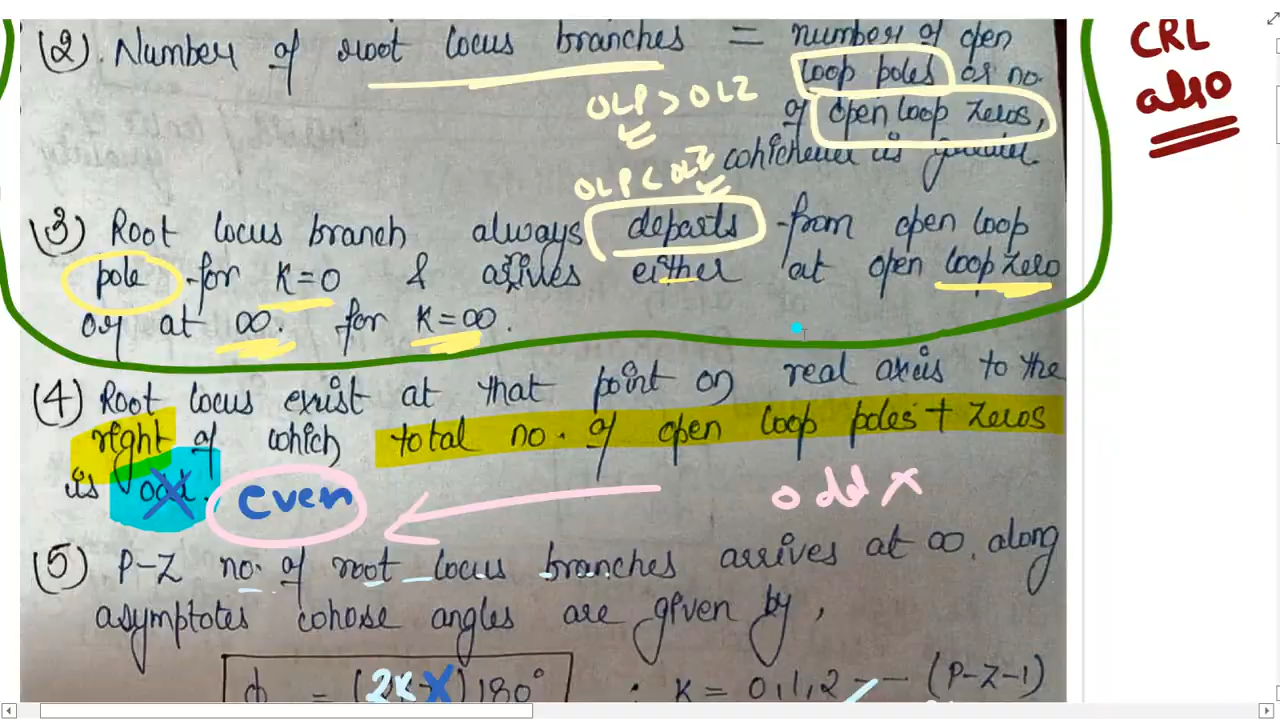 (2). Number of root locus branches = number of open
loop poles or no.
of open loop zeros,
whichever is greater.
OLP > OLZ
OLP < OLZ
CRL
also
(3) Root locus branch always departs from open loop
pole for K=0 & arrives either at open loop zero
or at ∞. for K=∞.
(4) Root locus exist at that point on real axis to the
right of which total no. of open loop poles + zeros
is odd. even
odd x
(5) P-Z no. of root locus branches arrives at ∞ along
asymptotes whose angles are given by,
ϕ = (2K+ )180° ; K = 0,1,2 --- (P-Z-1)